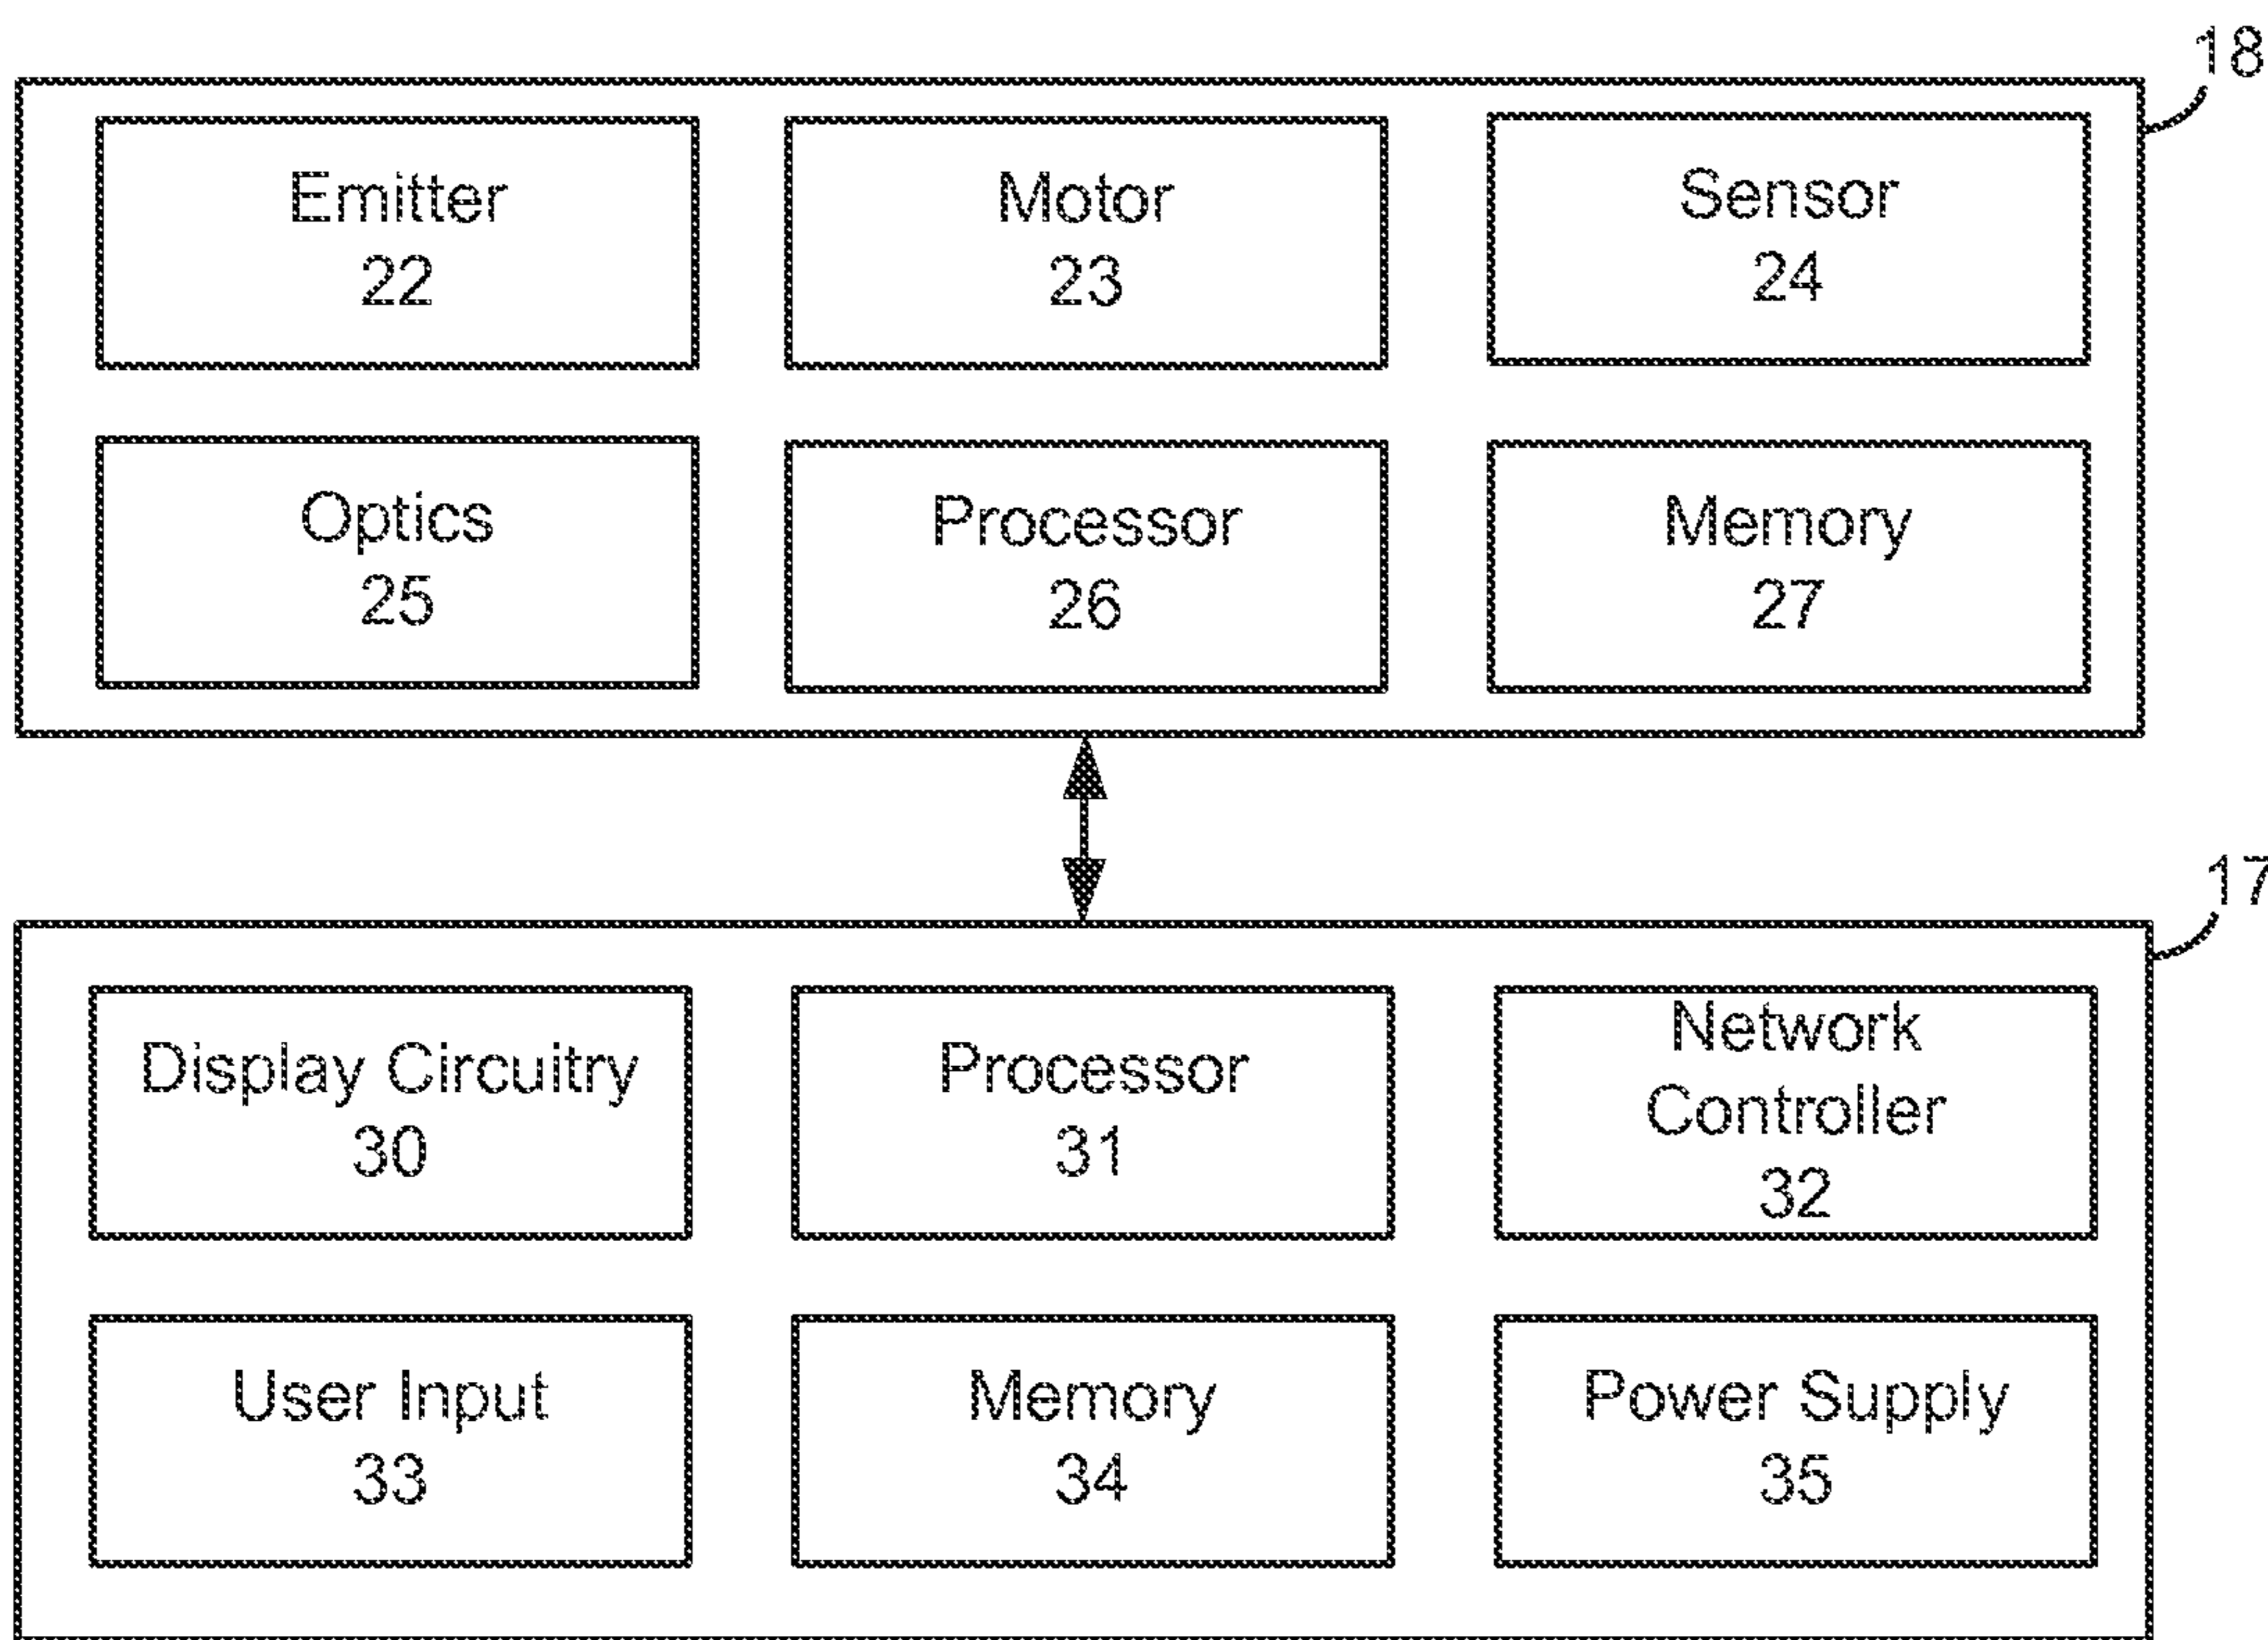 18
Emitter
22
Motor
23
Sensor
24
Optics
25
Processor
26
Memory
27
17
Display Circuitry
30
Processor
31
Network
Controller
32
User Input
33
Memory
34
Power Supply
35